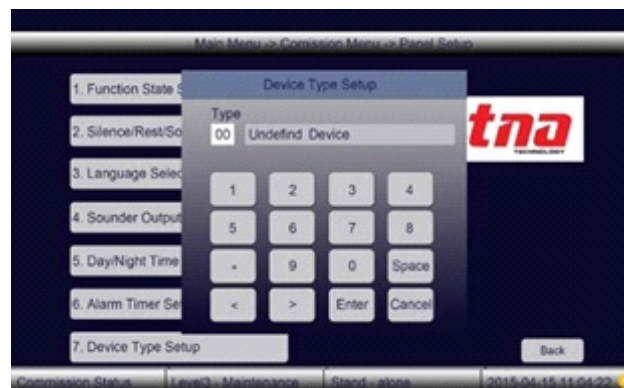 Main Menu -> Comission Menu -> Panel Setup
1. Function State S
2. Silence/Rest/So
3. Language Selec
4. Sounder Output
5. Day/Night Time
6. Alarm Timer Se
7. Device Type Setup
Device Type Setup
Type
00 Undefind Device
1 2 3 4
5 6 7 8
. 9 0 Space
< > Enter Cancel
tna
TECHNOLOGY
Back
Commission Status Level3 - Maintenance Stand - alone 2015-04-15 11:04:22